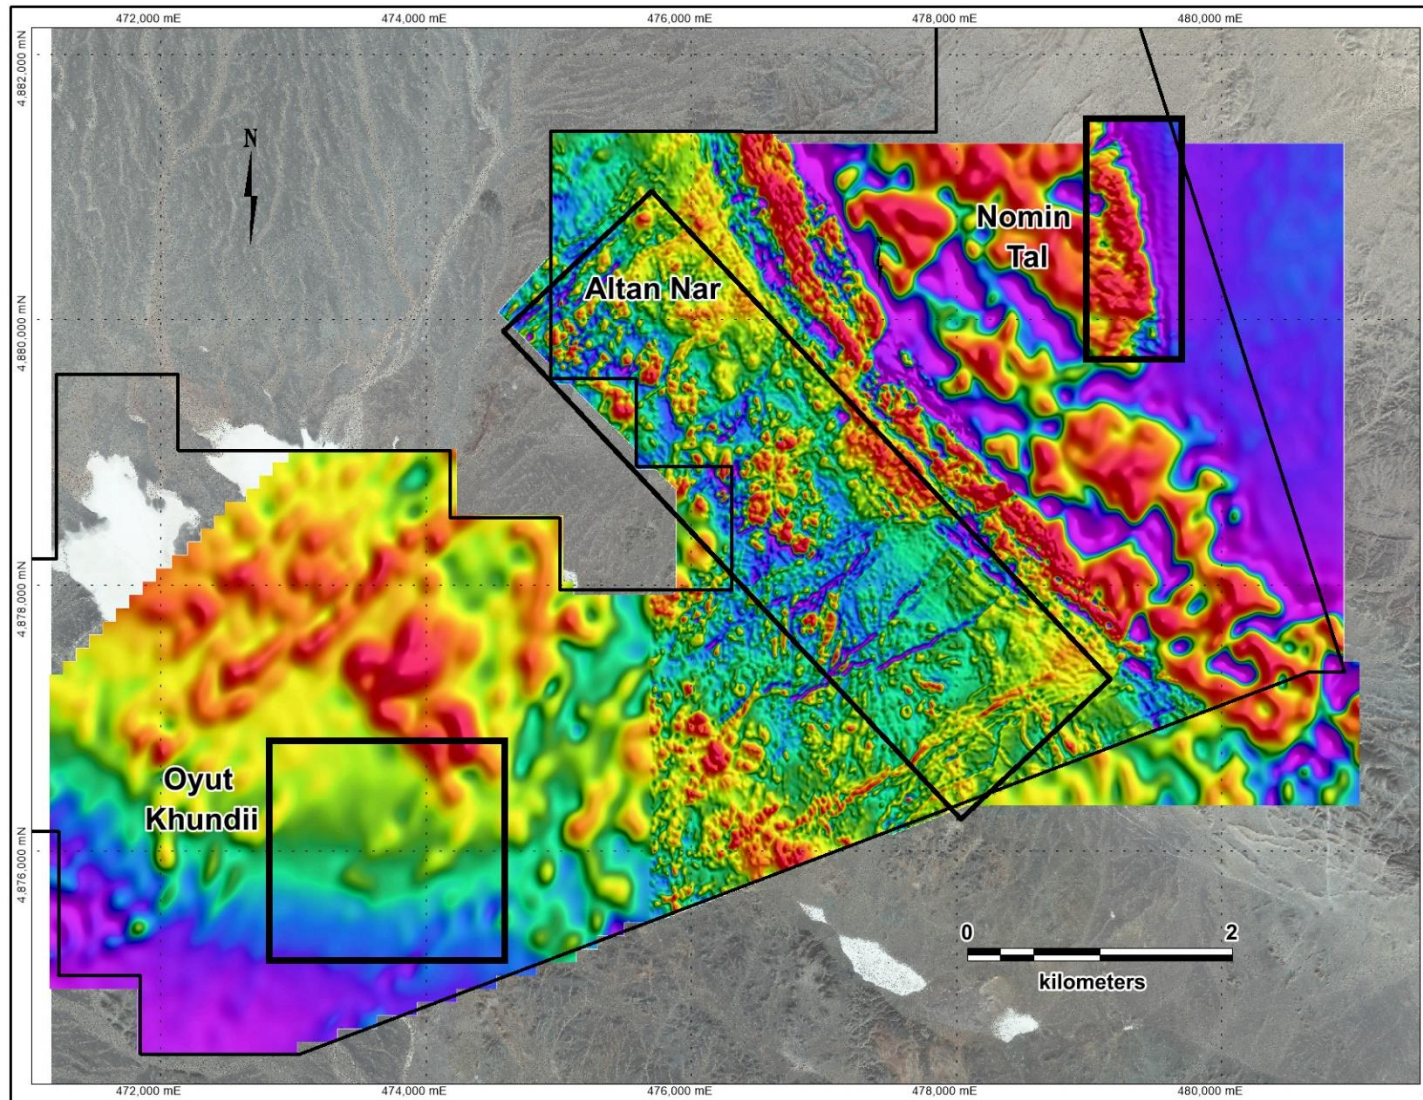 472,000 mE
474,000 mE
476,000 mE
478,000 mE
480,000 mE
4,882,000 mN
4,880,000 mN
4,878,000 mN
4,876,000 mN
N
Nomin
Tal
Altan Nar
Oyut
Khundii
0
2
kilometers
472,000 mE
474,000 mE
476,000 mE
478,000 mE
480,000 mE